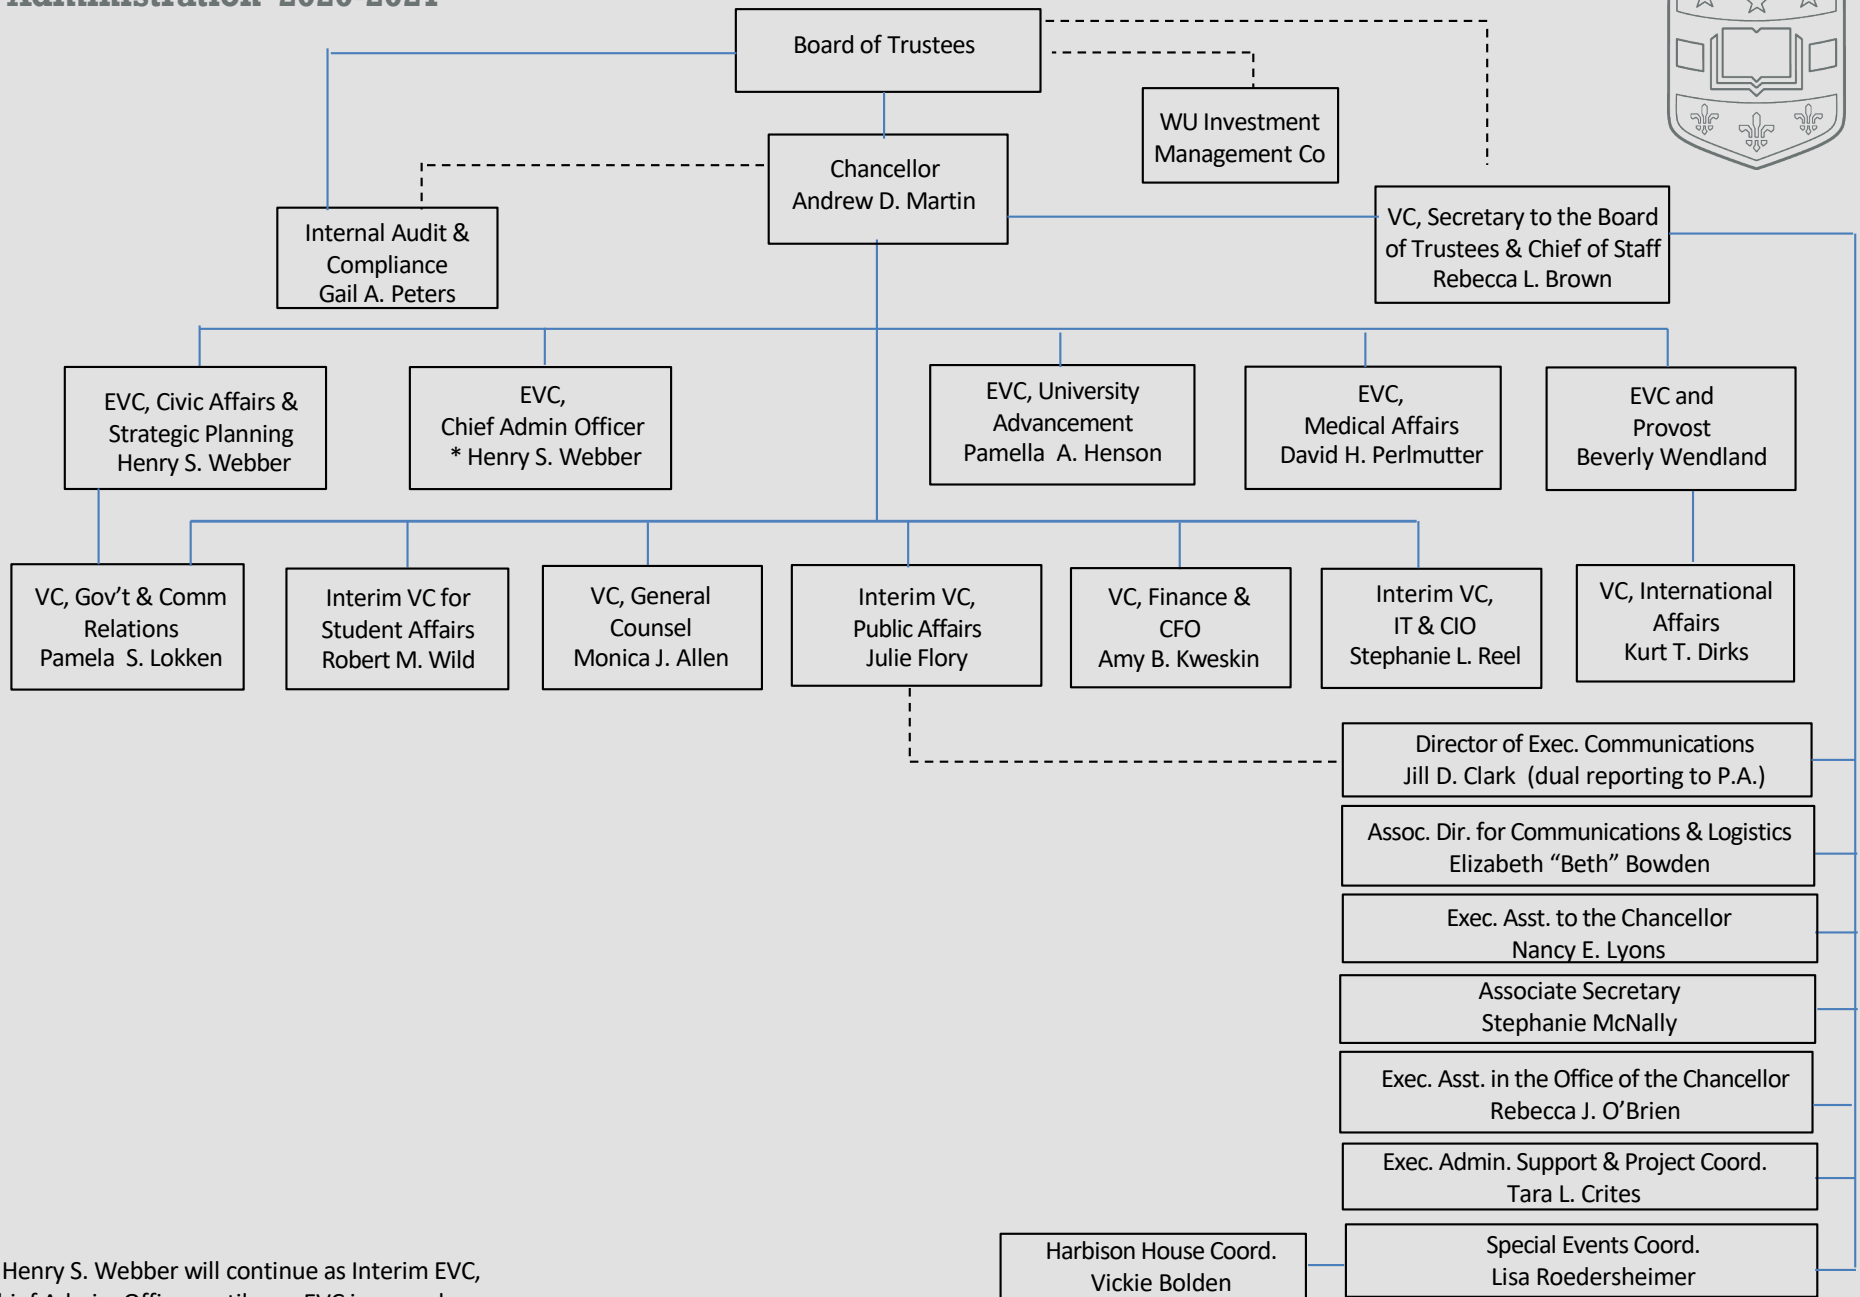 Administration 2020-2021
Board of Trustees
WU Investment
Management Co
Chancellor
Andrew D. Martin
VC, Secretary to the Board
of Trustees & Chief of Staff
Rebecca L. Brown
Internal Audit &
Compliance
Gail A. Peters
EVC, Civic Affairs &
Strategic Planning
Henry S. Webber
EVC,
Chief Admin Officer
* Henry S. Webber
EVC, University
Advancement
Pamella A. Henson
EVC,
Medical Affairs
David H. Perlmutter
EVC and
Provost
Beverly Wendland
VC, Gov’t & Comm
Relations
Pamela S. Lokken
Interim VC for
Student Affairs
Robert M. Wild
VC, General
Counsel
Monica J. Allen
Interim VC,
Public Affairs
Julie Flory
VC, Finance &
CFO
Amy B. Kweskin
Interim VC,
IT & CIO
Stephanie L. Reel
VC, International
Affairs
Kurt T. Dirks
Director of Exec. Communications
Jill D. Clark (dual reporting to P.A.)
Assoc. Dir. for Communications & Logistics
Elizabeth “Beth” Bowden
Exec. Asst. to the Chancellor
Nancy E. Lyons
Associate Secretary
Stephanie McNally
Exec. Asst. in the Office of the Chancellor
Rebecca J. O’Brien
Exec. Admin. Support & Project Coord.
Tara L. Crites
Special Events Coord.
Lisa Roedersheimer
Harbison House Coord.
Vickie Bolden
Henry S. Webber will continue as Interim EVC,